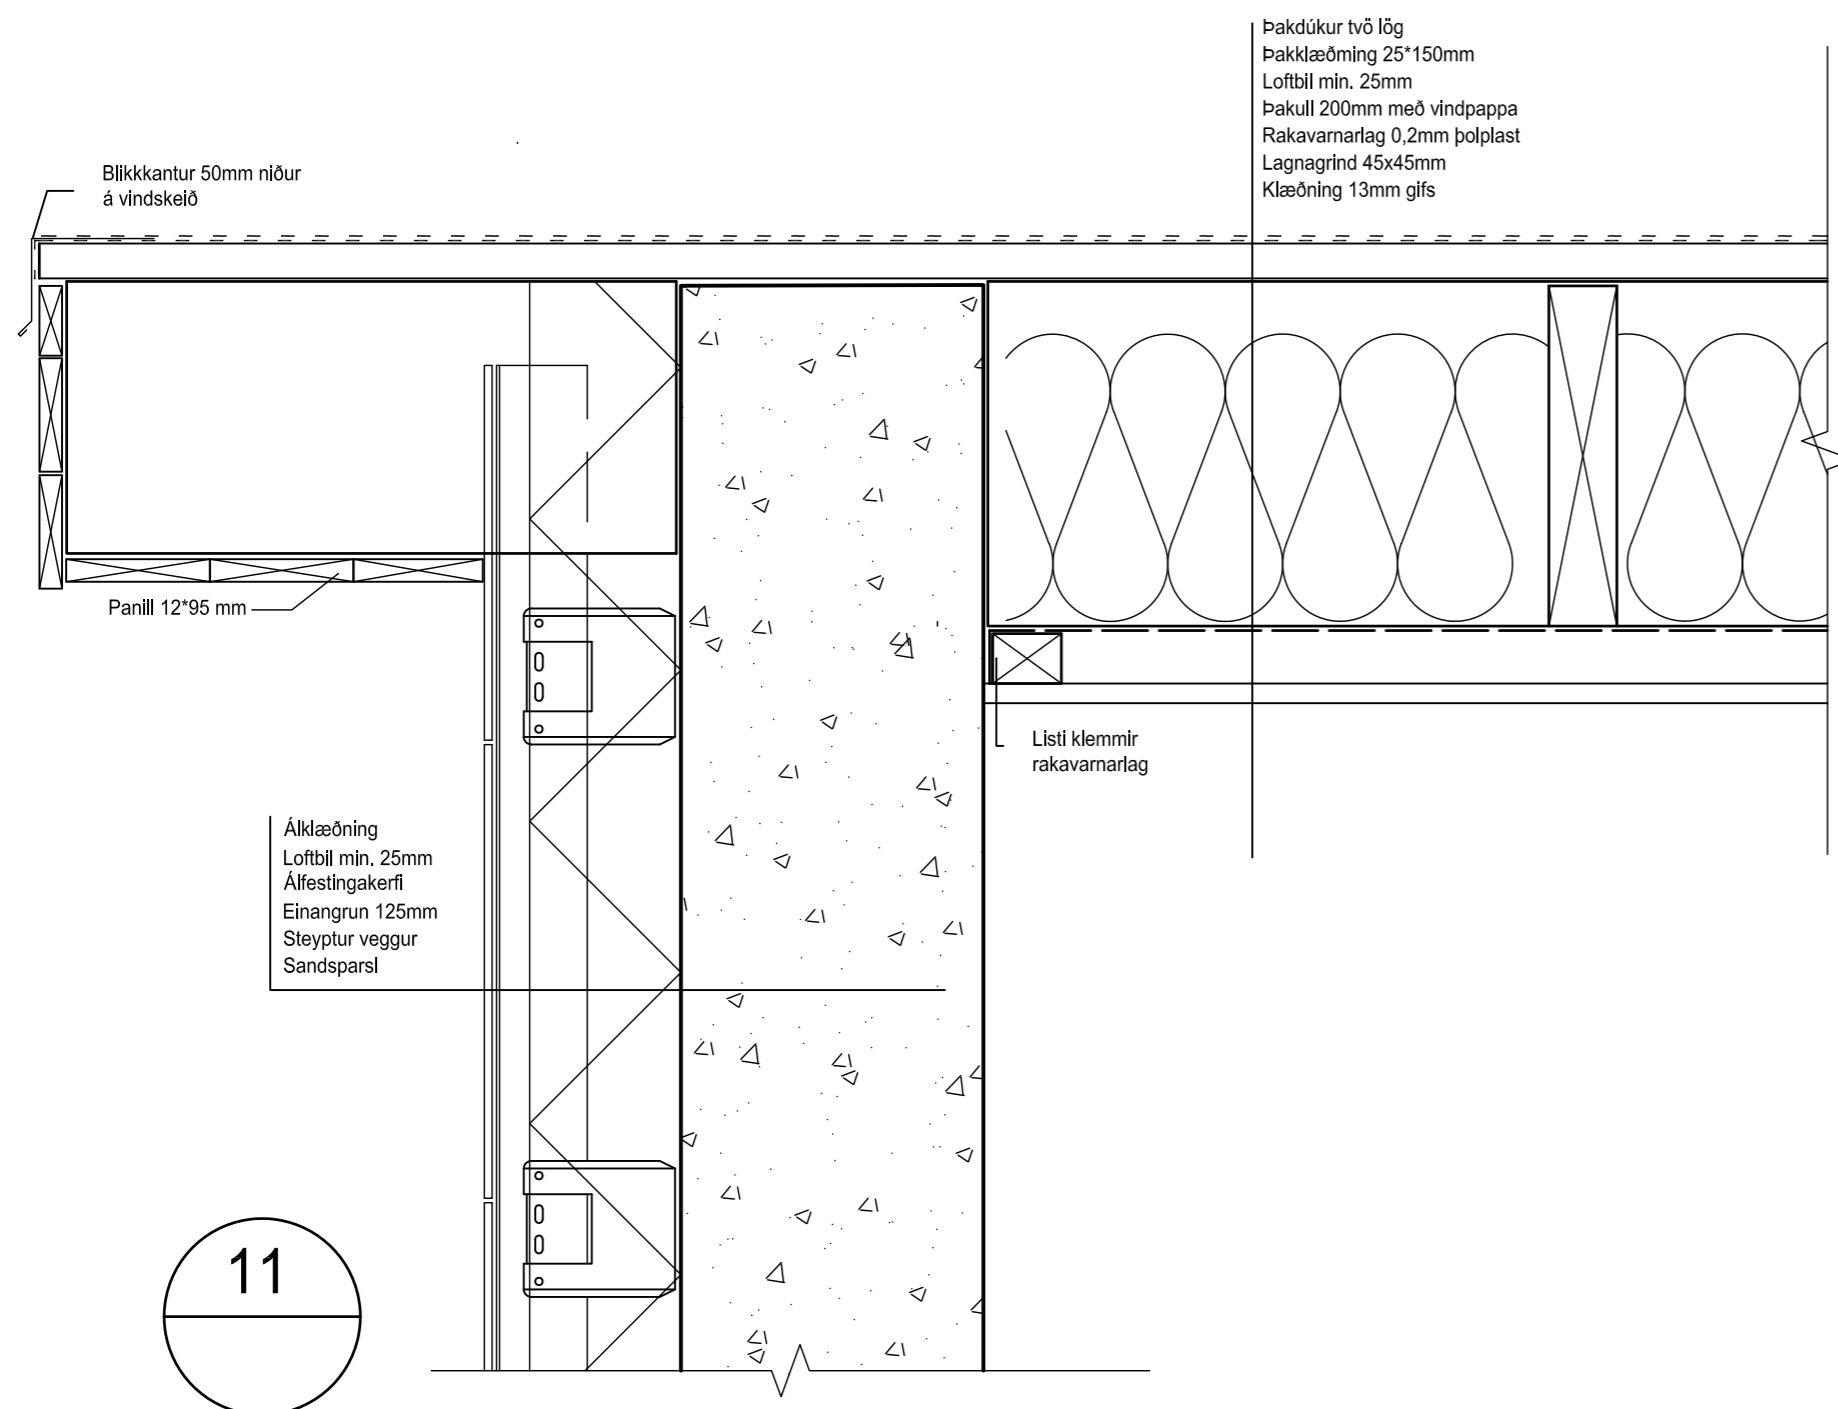 Þakdúkur tvö lög
Þakklæðming 25*150mm
Loftbil min. 25mm
Þakull 200mm með vindpappa
Rakavarnarlag 0,2mm þolplast
Lagnagrind 45x45mm
Klæðning 13mm gifs
Blikkkantur 50mm niður
á vindskeið
Panill 12*95 mm
Listi klemmir
rakavarnarlag
Álklæðning
Loftbil min. 25mm
Álfestingakerfi
Einangrun 125mm
Steyptur veggur
Sandsparsl
11